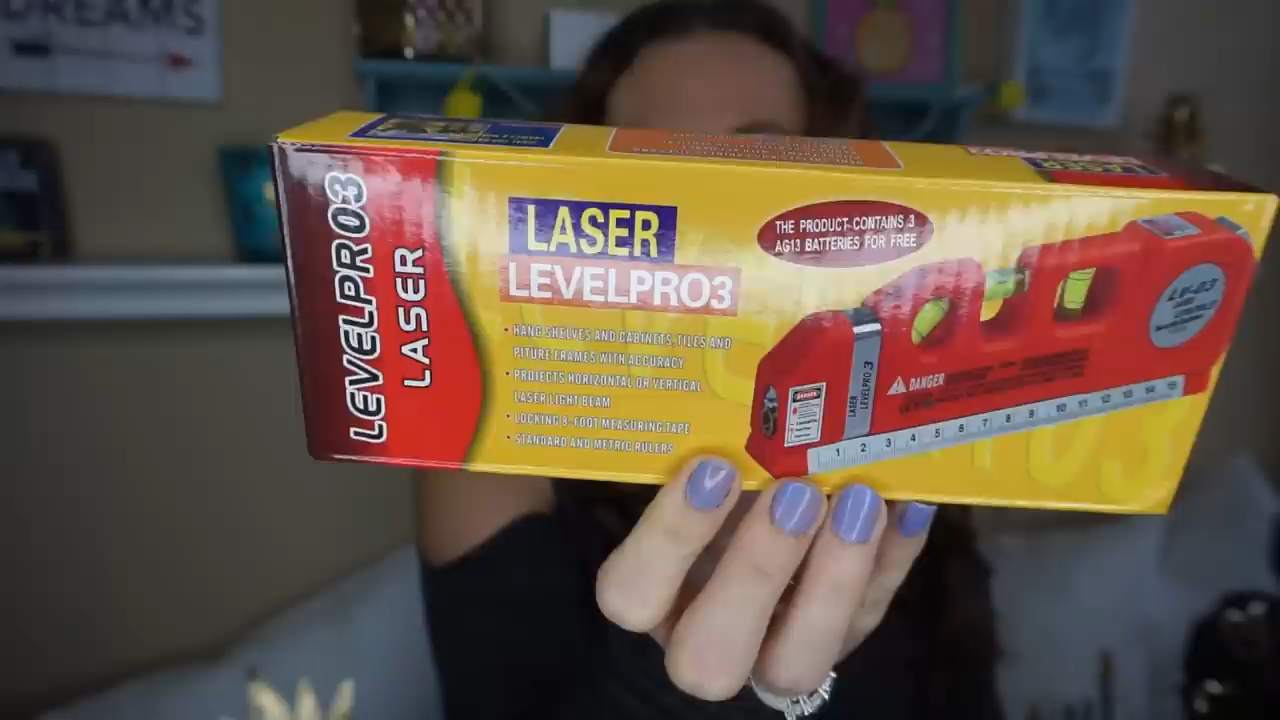 DREAMS
LEVELPRO3
LASER
LASER
LEVELPRO3
THE PRODUCT CONTAINS 3
AG13 BATTERIES FOR FREE
• HANG SHELVES AND CABINETS, TILES AND
PITURE FRAMES WITH ACCURACY
• PROJECTS HORIZONTAL OR VERTICAL
LASER LIGHT BEAM
• LOCKING 8-FOOT MEASURING TAPE
• STANDARD AND METRIC RULERS
LV-03
LASER
LEVELPRO 3
DANGER
1 2 3 4 5 6 7 8 9 10 11 12 13 14 15
LASER